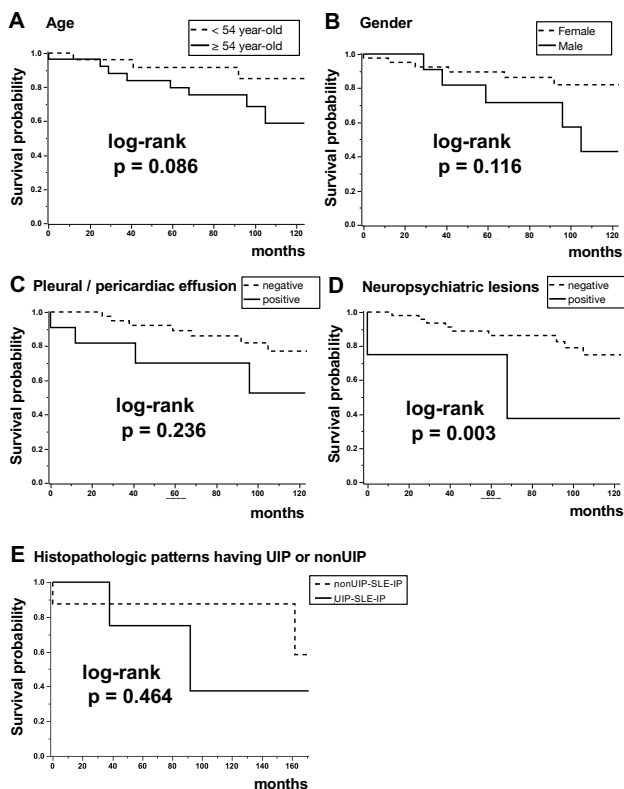 A Age
< 54 year-old
≥ 54 year-old
Survival probability
1.0
0.8
0.6
0.4
0.2
0.0
log-rank
p = 0.086
0 20 40 60 80 100 120
months
B Gender
Female
Male
Survival probability
1.0
0.8
0.6
0.4
0.2
0.0
log-rank
p = 0.116
0 20 40 60 80 100 120
months
C Pleural / pericardiac effusion
negative
positive
Survival probability
1.0
0.8
0.6
0.4
0.2
0.0
log-rank
p = 0.236
0 20 40 60 80 100 120
months
D Neuropsychiatric lesions
negative
positive
Survival probability
1.0
0.8
0.6
0.4
0.2
0.0
log-rank
p = 0.003
0 20 40 60 80 100 120
months
E Histopathologic patterns having UIP or nonUIP
nonUIP-SLE-IP
UIP-SLE-IP
Survival probability
1.0
0.8
0.6
0.4
0.2
0.0
log-rank
p = 0.464
0 20 40 60 80 100 120 140 160
months